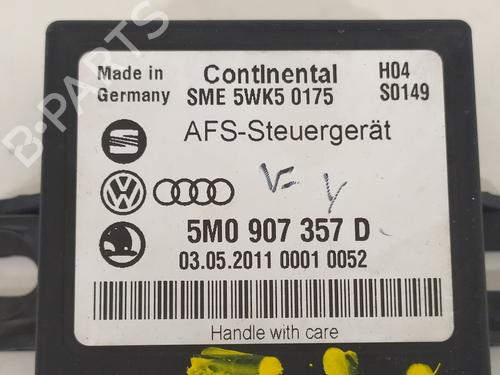 Made in Germany
Continental
SME 5WK5 0175
H04
S0149
AFS-Steuergerät
V- Y
5M0 907 357 D
03.05.2011 0001 0052
Handle with care
B-PARTS